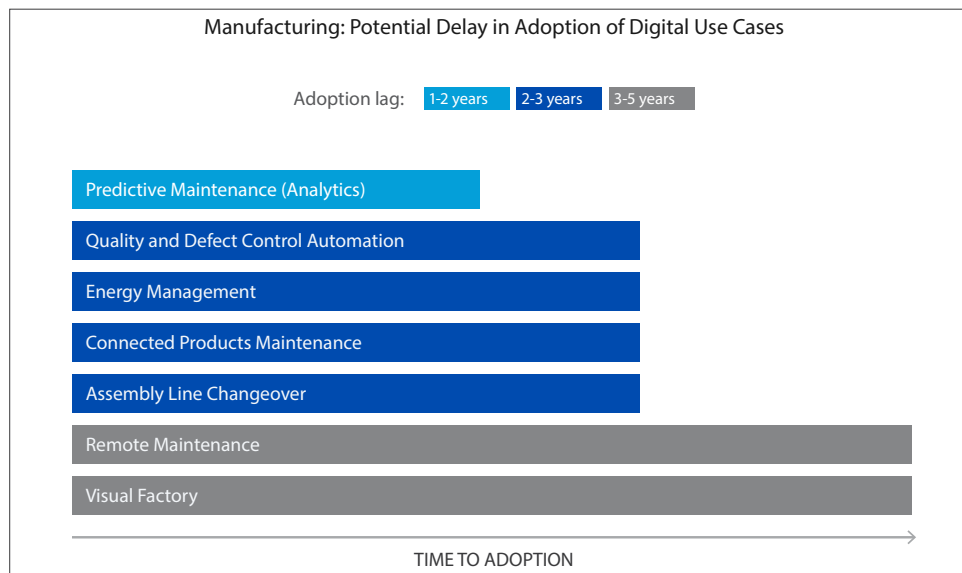 Manufacturing: Potential Delay in Adoption of Digital Use Cases
Adoption lag: 1-2 years 2-3 years 3-5 years
Predictive Maintenance (Analytics)
Quality and Defect Control Automation
Energy Management
Connected Products Maintenance
Assembly Line Changeover
Remote Maintenance
Visual Factory
TIME TO ADOPTION